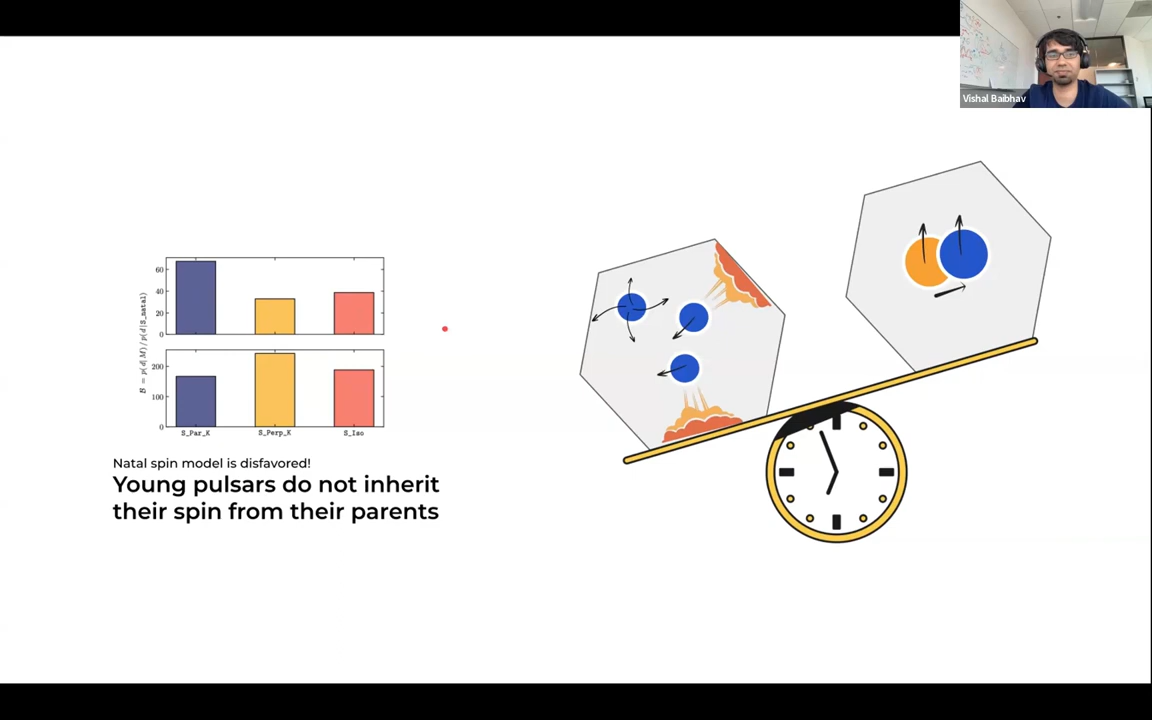 Vishal Baibhav
60
40
20
0
200
100
0
B = p(d|M) / p(d|S_natal)
S_Par_K S_Perp_K S_Iso
Natal spin model is disfavored!
Young pulsars do not inherit
their spin from their parents